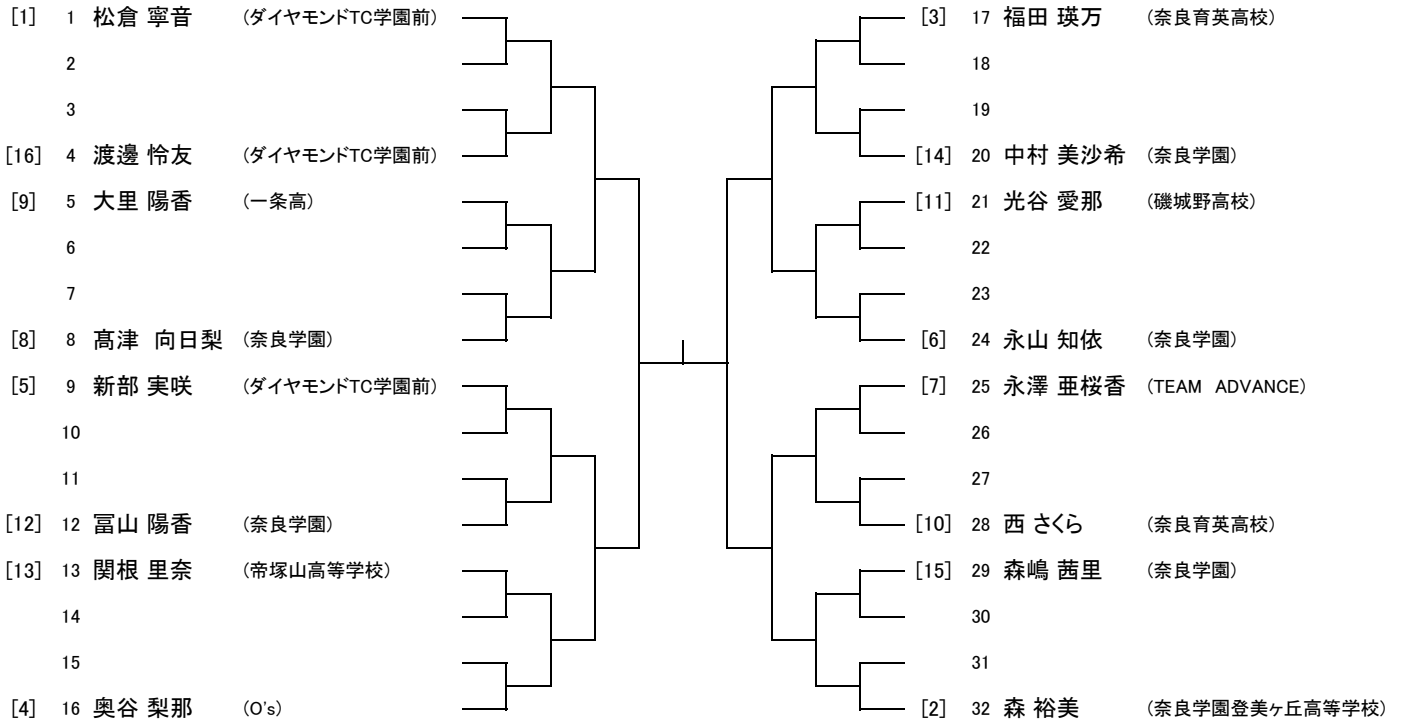 [1] 1 松倉 寧音 (ダイヤモンドTC学園前)
2
3
[16] 4 渡邊 怜友 (ダイヤモンドTC学園前)
[9] 5 大里 陽香 (一条高)
6
7
[8] 8 髙津 向日梨 (奈良学園)
[5] 9 新部 実咲 (ダイヤモンドTC学園前)
10
11
[12] 12 冨山 陽香 (奈良学園)
[13] 13 関根 里奈 (帝塚山高等学校)
14
15
[4] 16 奥谷 梨那 (O's)
[3] 17 福田 瑛万 (奈良育英高校)
18
19
[14] 20 中村 美沙希 (奈良学園)
[11] 21 光谷 愛那 (磯城野高校)
22
23
[6] 24 永山 知依 (奈良学園)
[7] 25 永澤 亜桜香 (TEAM ADVANCE)
26
27
[10] 28 西 さくら (奈良育英高校)
[15] 29 森嶋 茜里 (奈良学園)
30
31
[2] 32 森 裕美 (奈良学園登美ヶ丘高等学校)